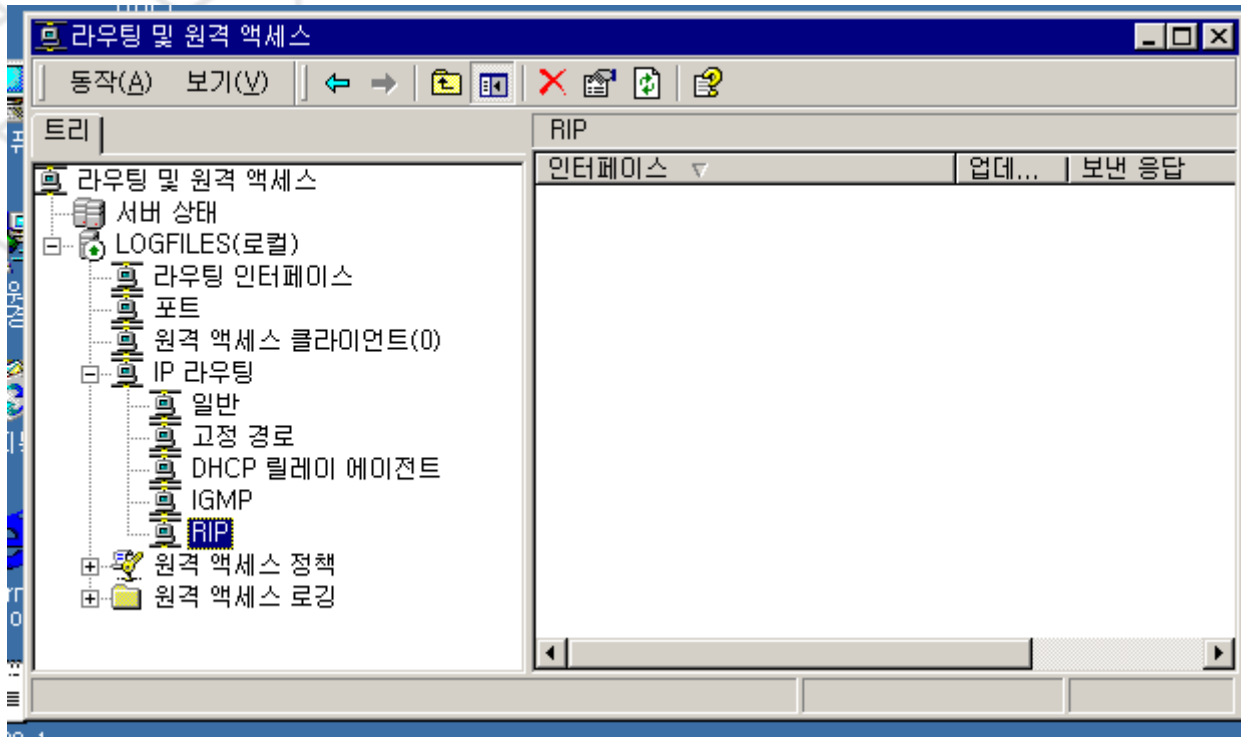 라우팅 및 원격 액세스
동작(A) 보기(V)
트리
RIP
인터페이스 업데... 보낸 응답
라우팅 및 원격 액세스
서버 상태
LOGFILES(로컬)
라우팅 인터페이스
포트
원격 액세스 클라이언트(0)
IP 라우팅
일반
고정 경로
DHCP 릴레이 에이전트
IGMP
RIP
원격 액세스 정책
원격 액세스 로깅